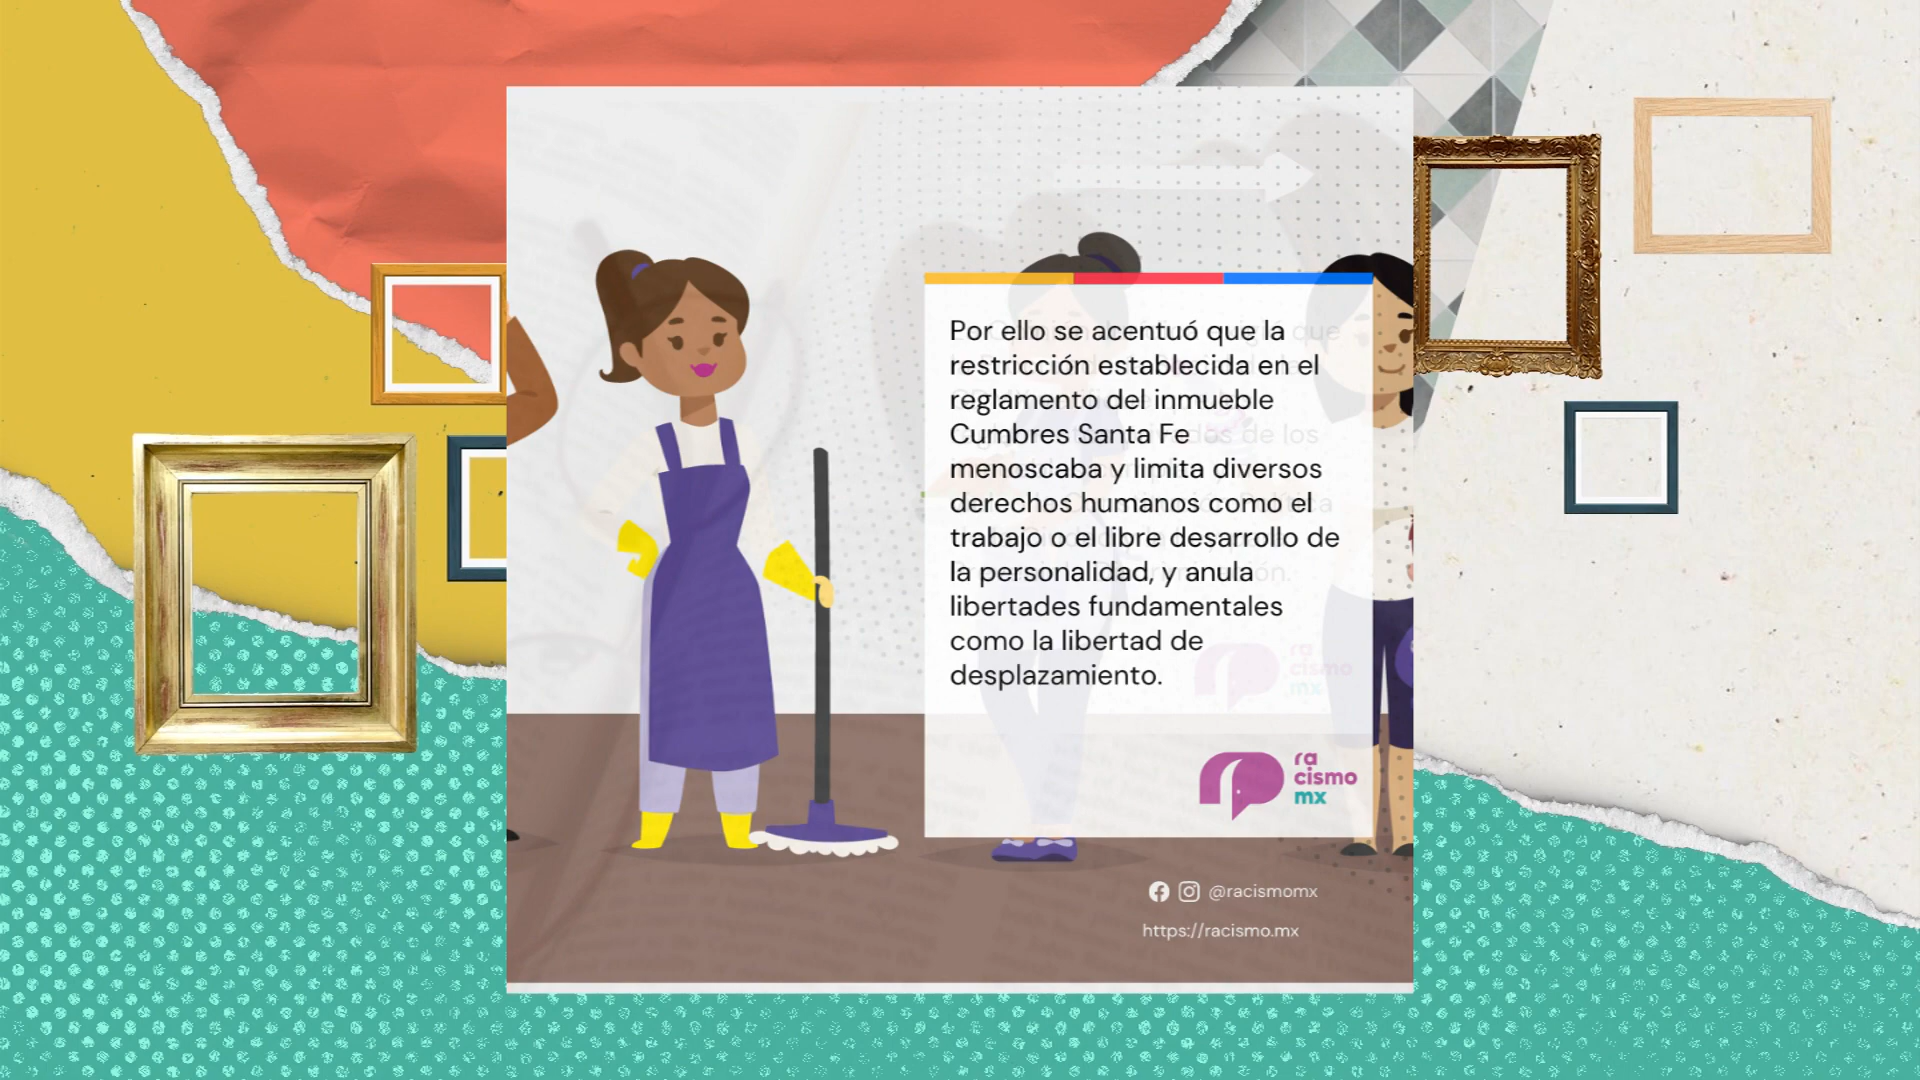 Por ello se acentuó que la
restricción establecida en el
reglamento del inmueble
Cumbres Santa Fe
menoscaba y limita diversos
derechos humanos como el
trabajo o el libre desarrollo de
la personalidad, y anula
libertades fundamentales
como la libertad de
desplazamiento.
ra
cismo
mx
@racismomx
https://racismo.mx